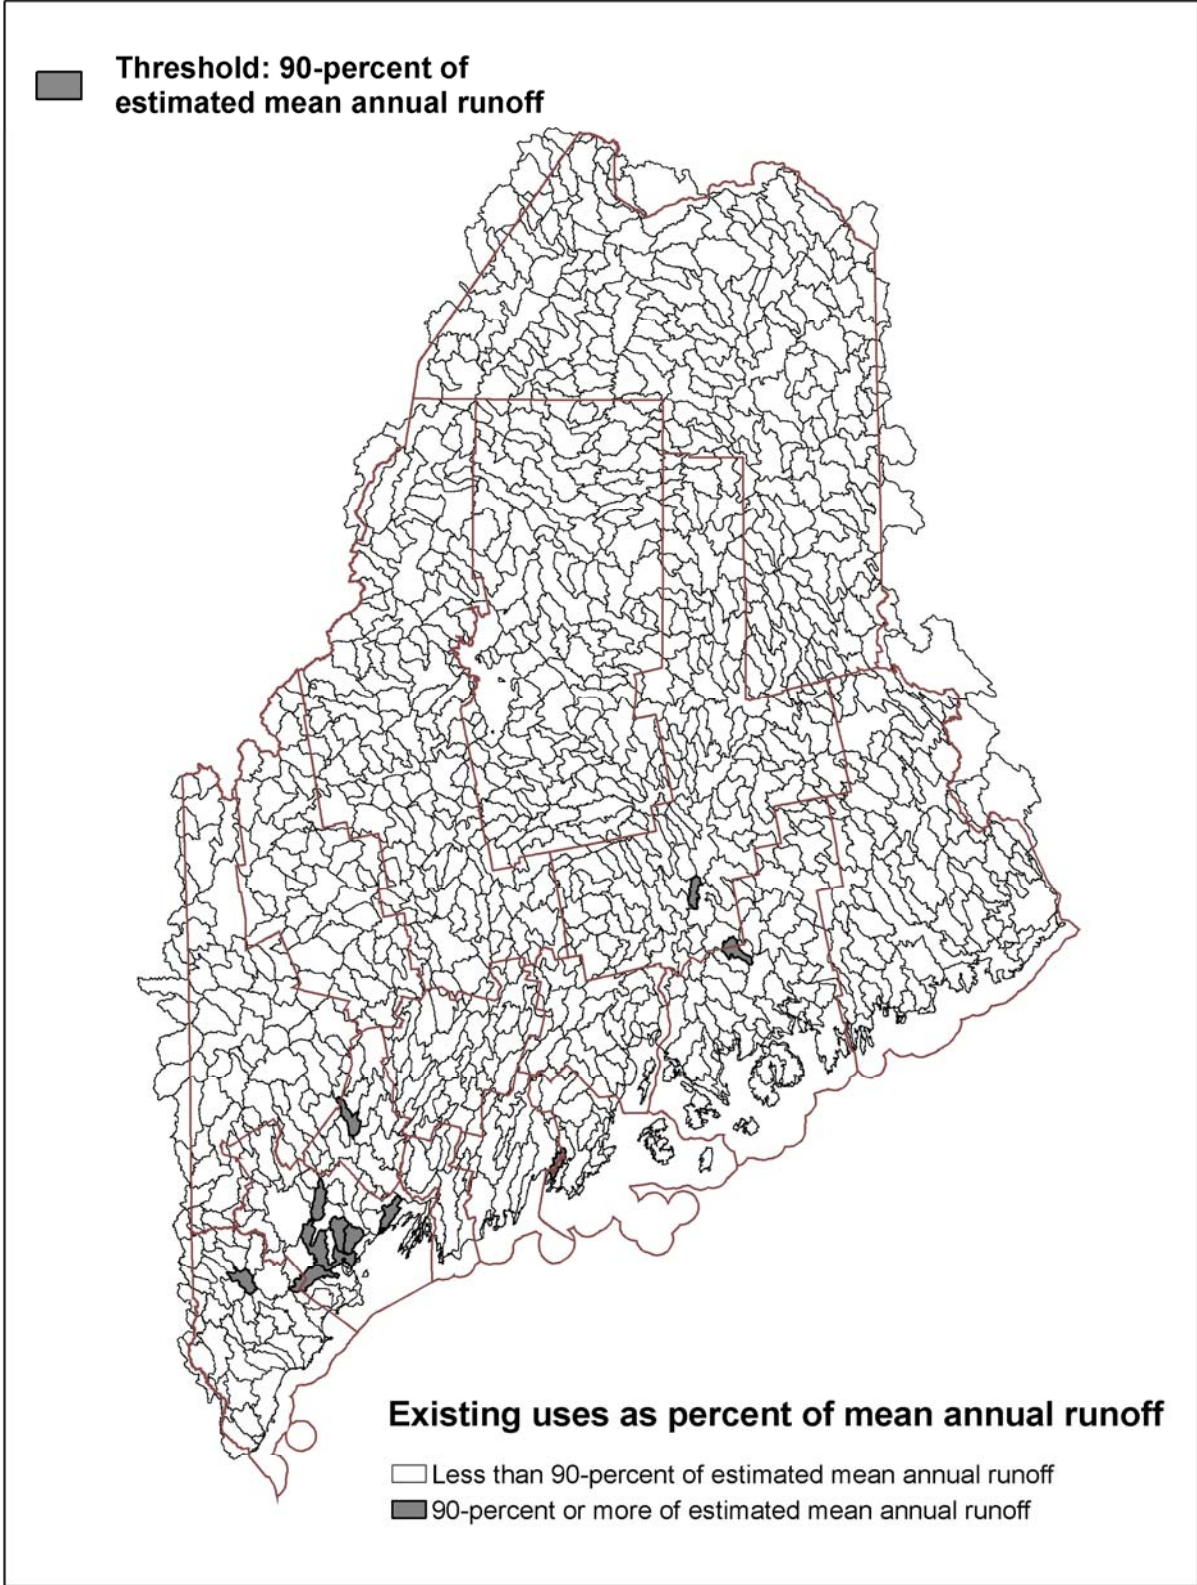 Threshold: 90-percent of
estimated mean annual runoff
Existing uses as percent of mean annual runoff
Less than 90-percent of estimated mean annual runoff
90-percent or more of estimated mean annual runoff